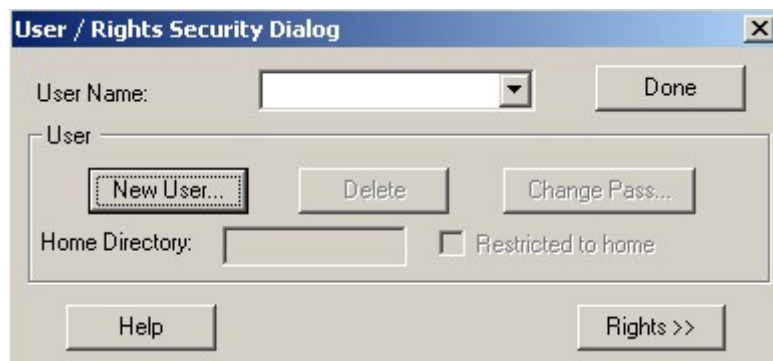 User / Rights Security Dialog
User Name:
Done
User
New User...
Delete
Change Pass...
Home Directory:
Restricted to home
Help
Rights >>